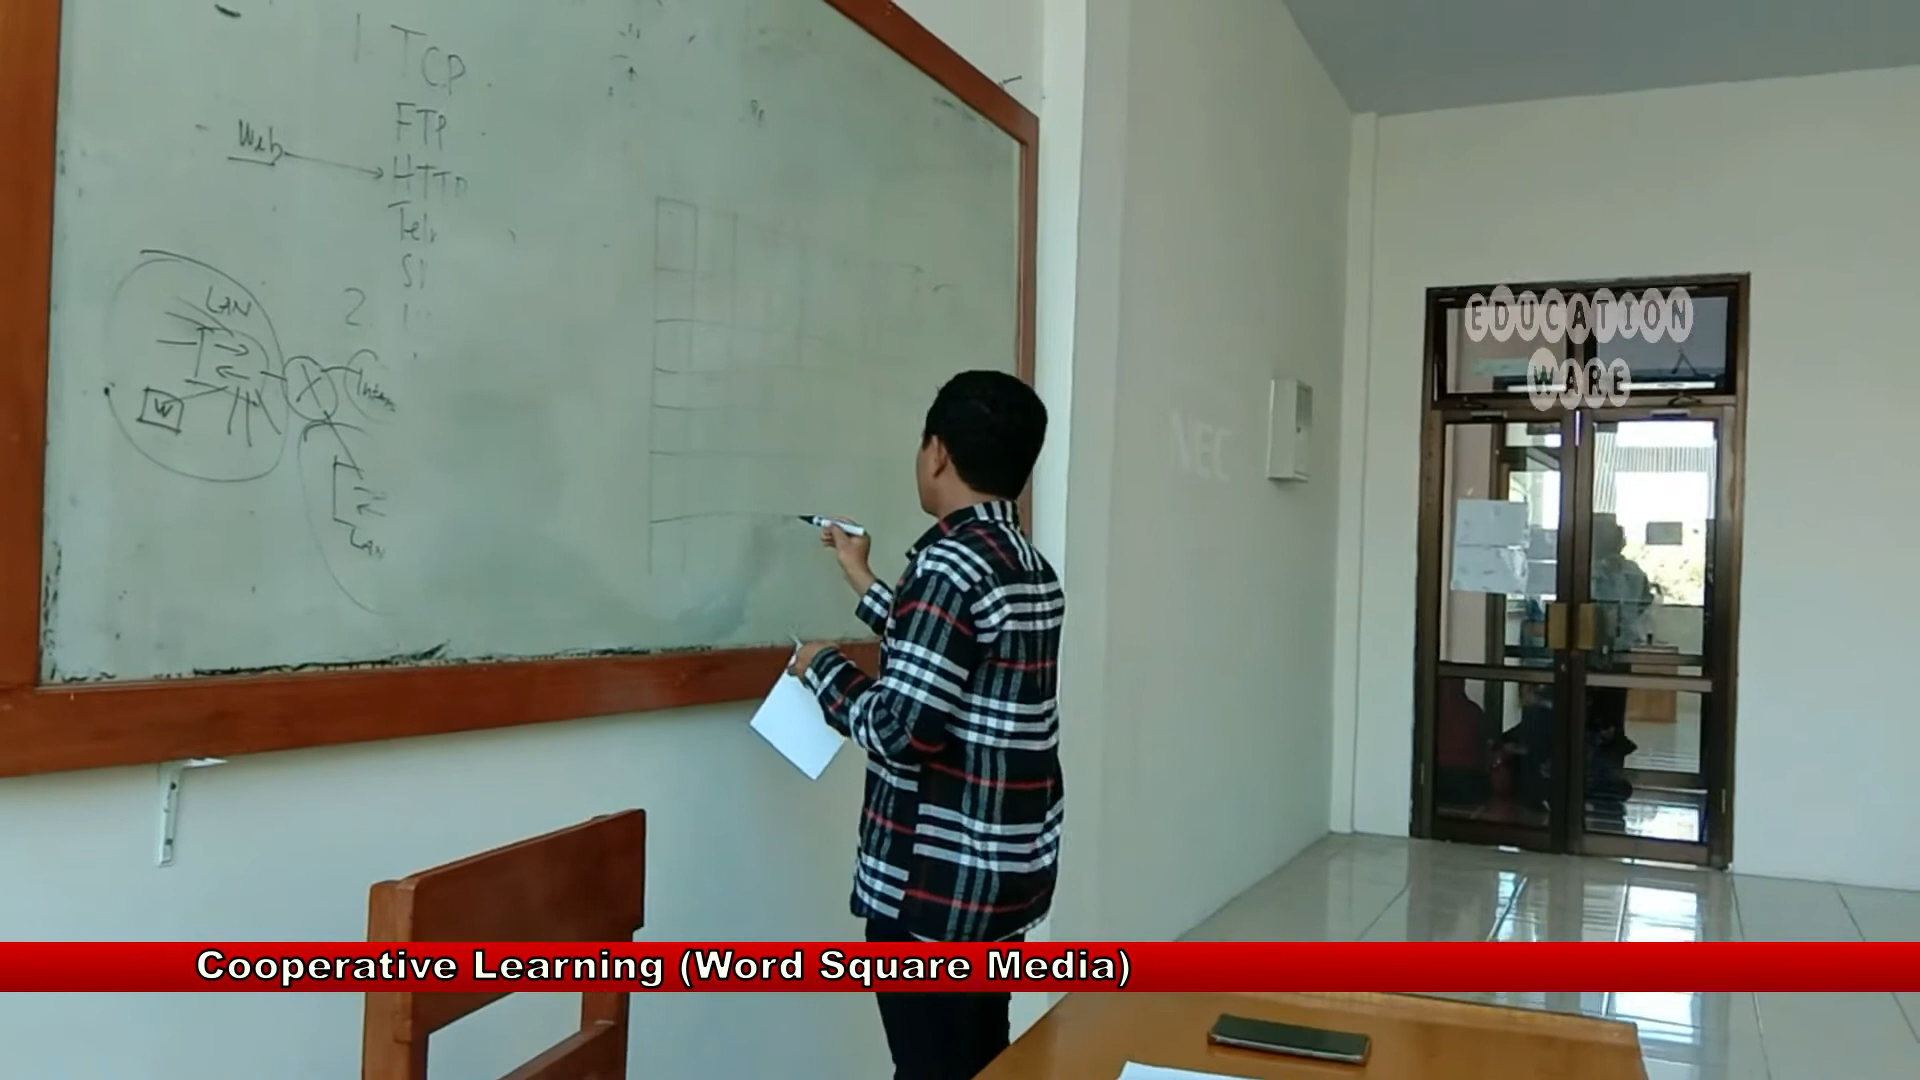 1. TCP
FTP
Web
HTTP
LAN
2
W
LAN
NEC
EDUCATION
WARE
Cooperative Learning (Word Square Media)